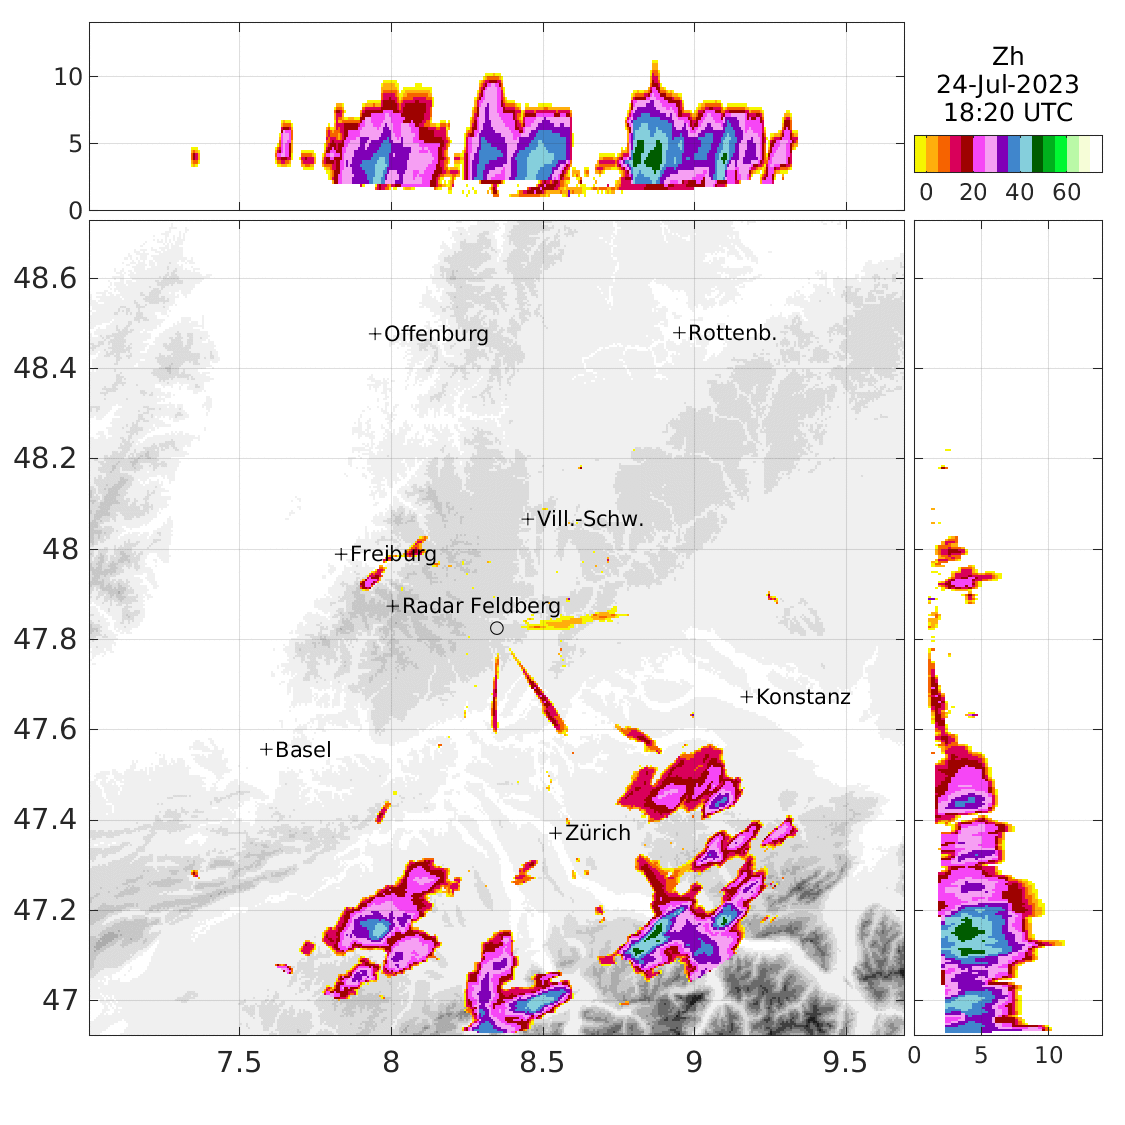 10
5
0
Zh
24-Jul-2023
18:20 UTC
0 20 40 60
48.6
48.4
48.2
48
47.8
47.6
47.4
47.2
47
+Offenburg
+Rottenb.
+Vill.-Schw.
+Freiburg
+Radar Feldberg
+Konstanz
+Basel
+Zürich
7.5 8 8.5 9 9.5
0 5 10